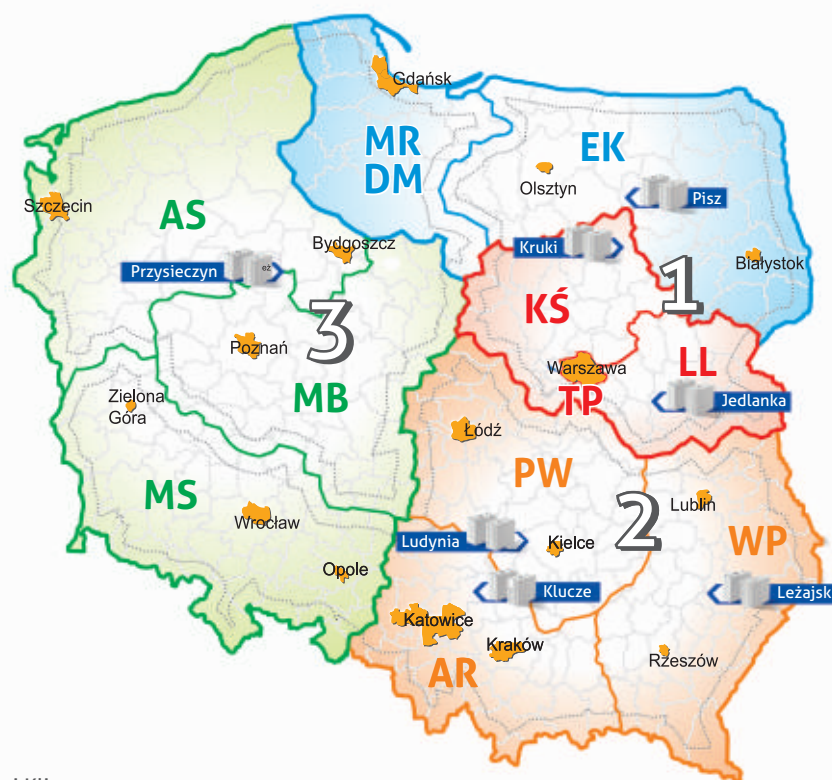 Gdańsk
MR
DM
EK
Olsztyn
Pisz
Szczecin
AS
Bydgoszcz
Kruki
Białystok
Przysieczyn
eż
1
KŚ
3
Poznań
Warszawa
LL
TP
Jedlanka
Zielona
Góra
MB
Łódź
PW
MS
Wrocław
2
Lublin
Ludynia
Kielce
WP
Opole
Klucze
Leżajsk
Katowice
Kraków
Rzeszów
AR